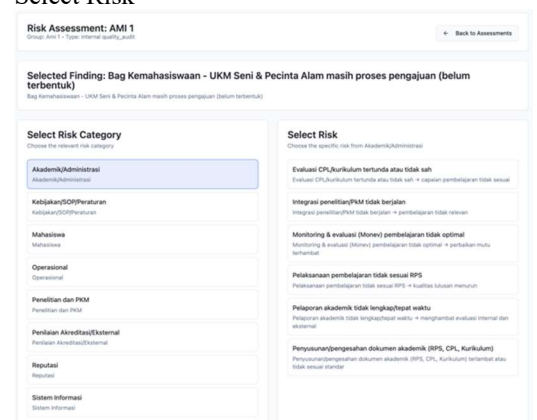 Select Risk
Risk Assessment: AMI 1
Group: Ami 1 • Type: internal quality_audit
← Back to Assessments
Selected Finding: Bag Kemahasiswaan - UKM Seni & Pecinta Alam masih proses pengajuan (belum
terbentuk)
Bag Kemahasiswaan - UKM Seni & Pecinta Alam masih proses pengajuan (belum terbentuk)
Select Risk Category
Choose the relevant risk category
Akademik/Administrasi
Akademik/Administrasi
Kebijakan/SOP/Peraturan
Kebijakan/SOP/Peraturan
Mahasiswa
Mahasiswa
Operasional
Operasional
Penelitian dan PKM
Penelitian dan PKM
Penilaian Akreditasi/Eksternal
Penilaian Akreditasi/Eksternal
Reputasi
Reputasi
Sistem Informasi
Sistem Informasi
Select Risk
Choose the specific risk from Akademik/Administrasi
Evaluasi CPL/kurikulum tertunda atau tidak sah
Evaluasi CPL/kurikulum tertunda atau tidak sah → capaian pembelajaran tidak sesuai
Integrasi penelitian/PkM tidak berjalan
Integrasi penelitian/PkM tidak berjalan → pembelajaran tidak relevan
Monitoring & evaluasi (Monev) pembelajaran tidak optimal
Monitoring & evaluasi (Monev) pembelajaran tidak optimal → perbaikan mutu
terhambat
Pelaksanaan pembelajaran tidak sesuai RPS
Pelaksanaan pembelajaran tidak sesuai RPS → kualitas lulusan menurun
Pelaporan akademik tidak lengkap/tepat waktu
Pelaporan akademik tidak lengkap/tepat waktu → menghambat evaluasi internal dan
eksternal
Penyusunan/pengesahan dokumen akademik (RPS, CPL, Kurikulum)
Penyusunan/pengesahan dokumen akademik (RPS, CPL, Kurikulum) terlambat atau
tidak sesuai standar